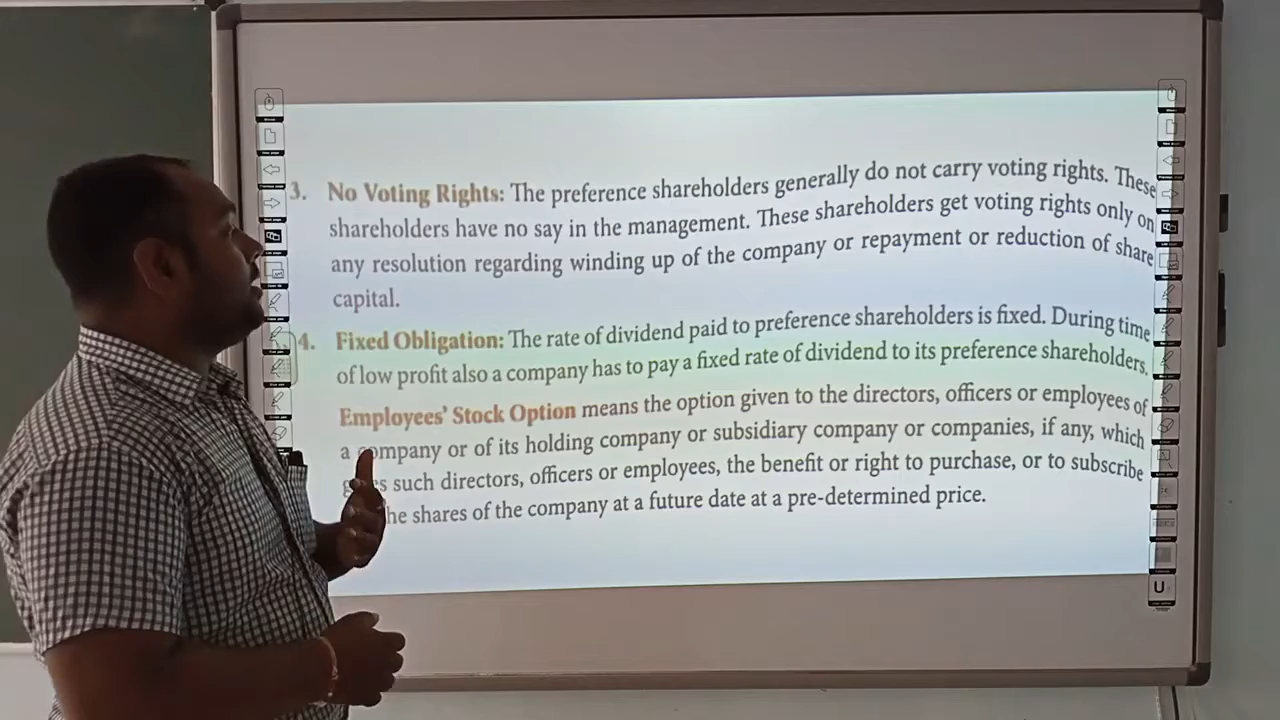 3. No Voting Rights: The preference shareholders generally do not carry voting rights. These
shareholders have no say in the management. These shareholders get voting rights only on
any resolution regarding winding up of the company or repayment or reduction of share
capital.
4. Fixed Obligation: The rate of dividend paid to preference shareholders is fixed. During time
of low profit also a company has to pay a fixed rate of dividend to its preference shareholders.
Employees' Stock Option means the option given to the directors, officers or employees of
a company or of its holding company or subsidiary company or companies, if any, which
such directors, officers or employees, the benefit or right to purchase, or to subscribe
he shares of the company at a future date at a pre-determined price.